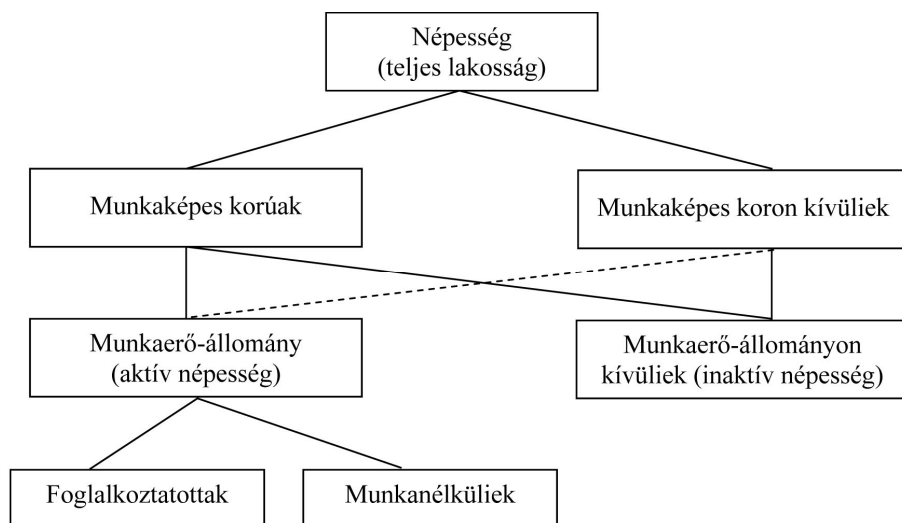 Népesség
(teljes lakosság)
Munkaképes korúak
Munkaképes koron kívüliek
Munkaerő-állomány
(aktív népesség)
Munkaerő-állományon
kívüliek (inaktív népesség)
Foglalkoztatottak
Munkanélküliek